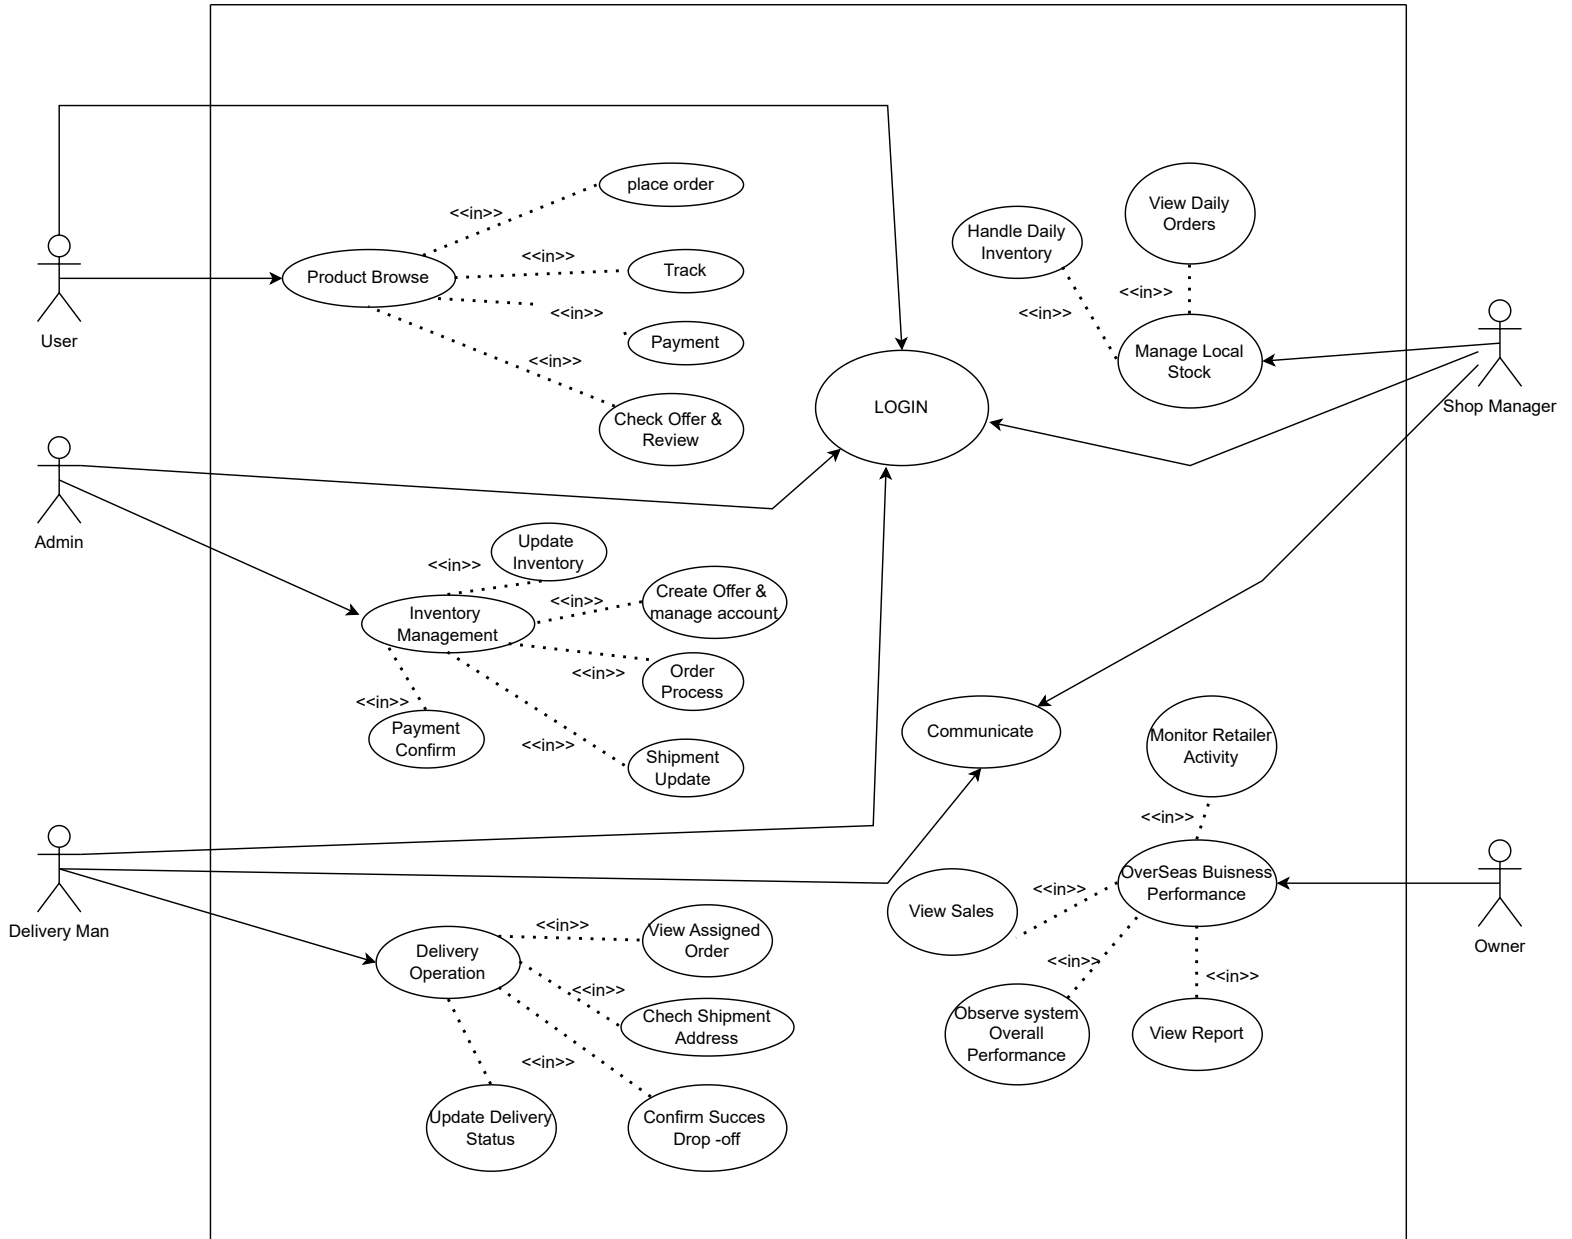 place order
<<in>>
<<in>>
Track
Product Browse
<<in>>
Payment
<<in>>
Check Offer &
Review
User
LOGIN
View Daily
Orders
Handle Daily
Inventory
<<in>>
<<in>>
Manage Local
Stock
Shop Manager
Admin
Update
Inventory
<<in>>
Create Offer &
manage account
<<in>>
Inventory
Management
Order
Process
<<in>>
<<in>>
Payment
Confirm
<<in>>
Shipment
Update
Communicate
Monitor Retailer
Activity
<<in>>
OverSeas Buisness
Performance
<<in>>
View Sales
Owner
<<in>>
<<in>>
Observe system
Overall
Performance
View Report
Delivery Man
<<in>>
View Assigned
Order
Delivery
Operation
<<in>>
Chech Shipment
Address
<<in>>
Update Delivery
Status
Confirm Succes
Drop -off